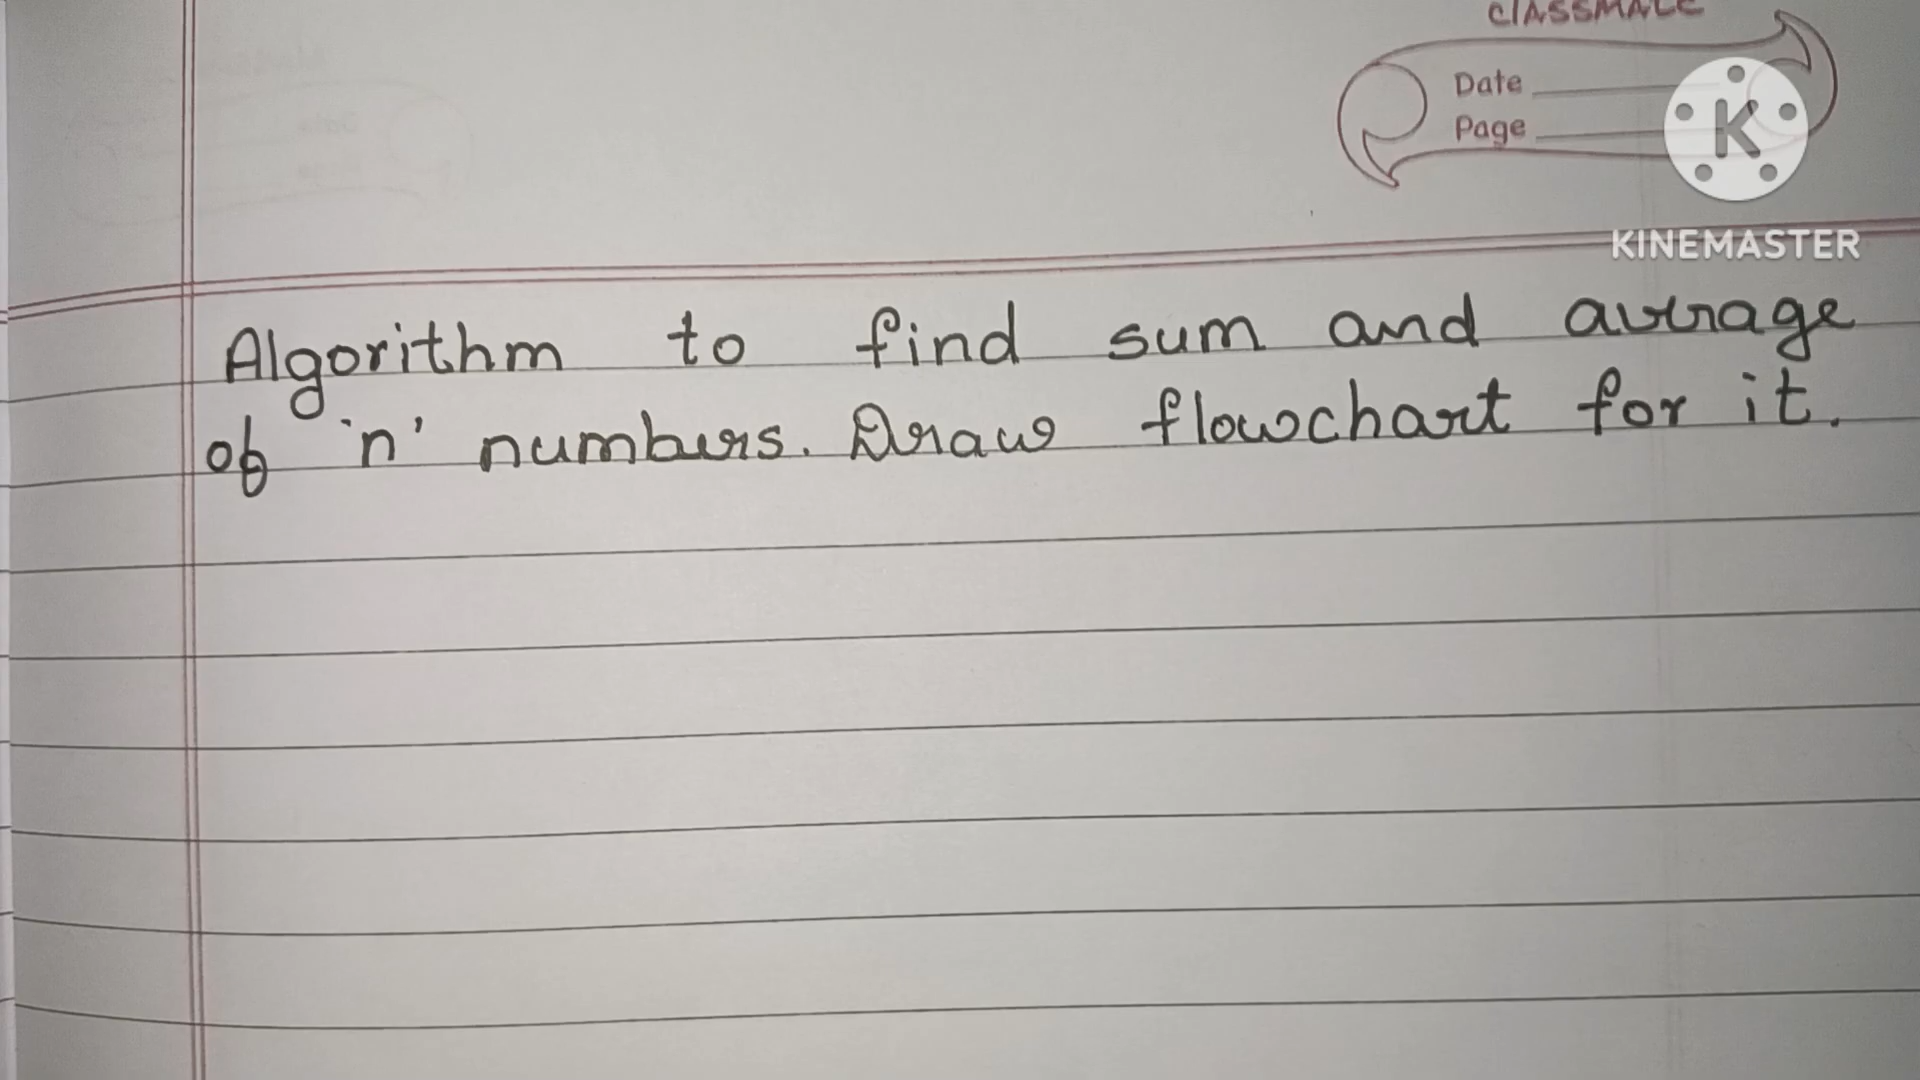 classmate
Date
Page
KINEMASTER
Algorithm to find sum and average
of 'n' numbers. Draw flowchart for it.